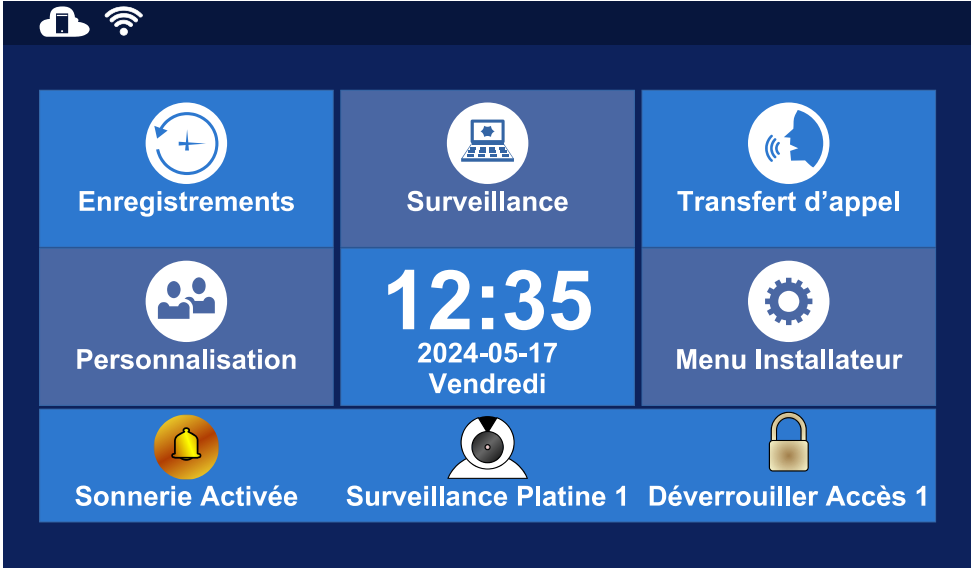 Enregistrements
Surveillance
Transfert d'appel
Personnalisation
12:35
2024-05-17
Vendredi
Menu Installateur
Sonnerie Activée
Surveillance Platine 1
Déverrouiller Accès 1